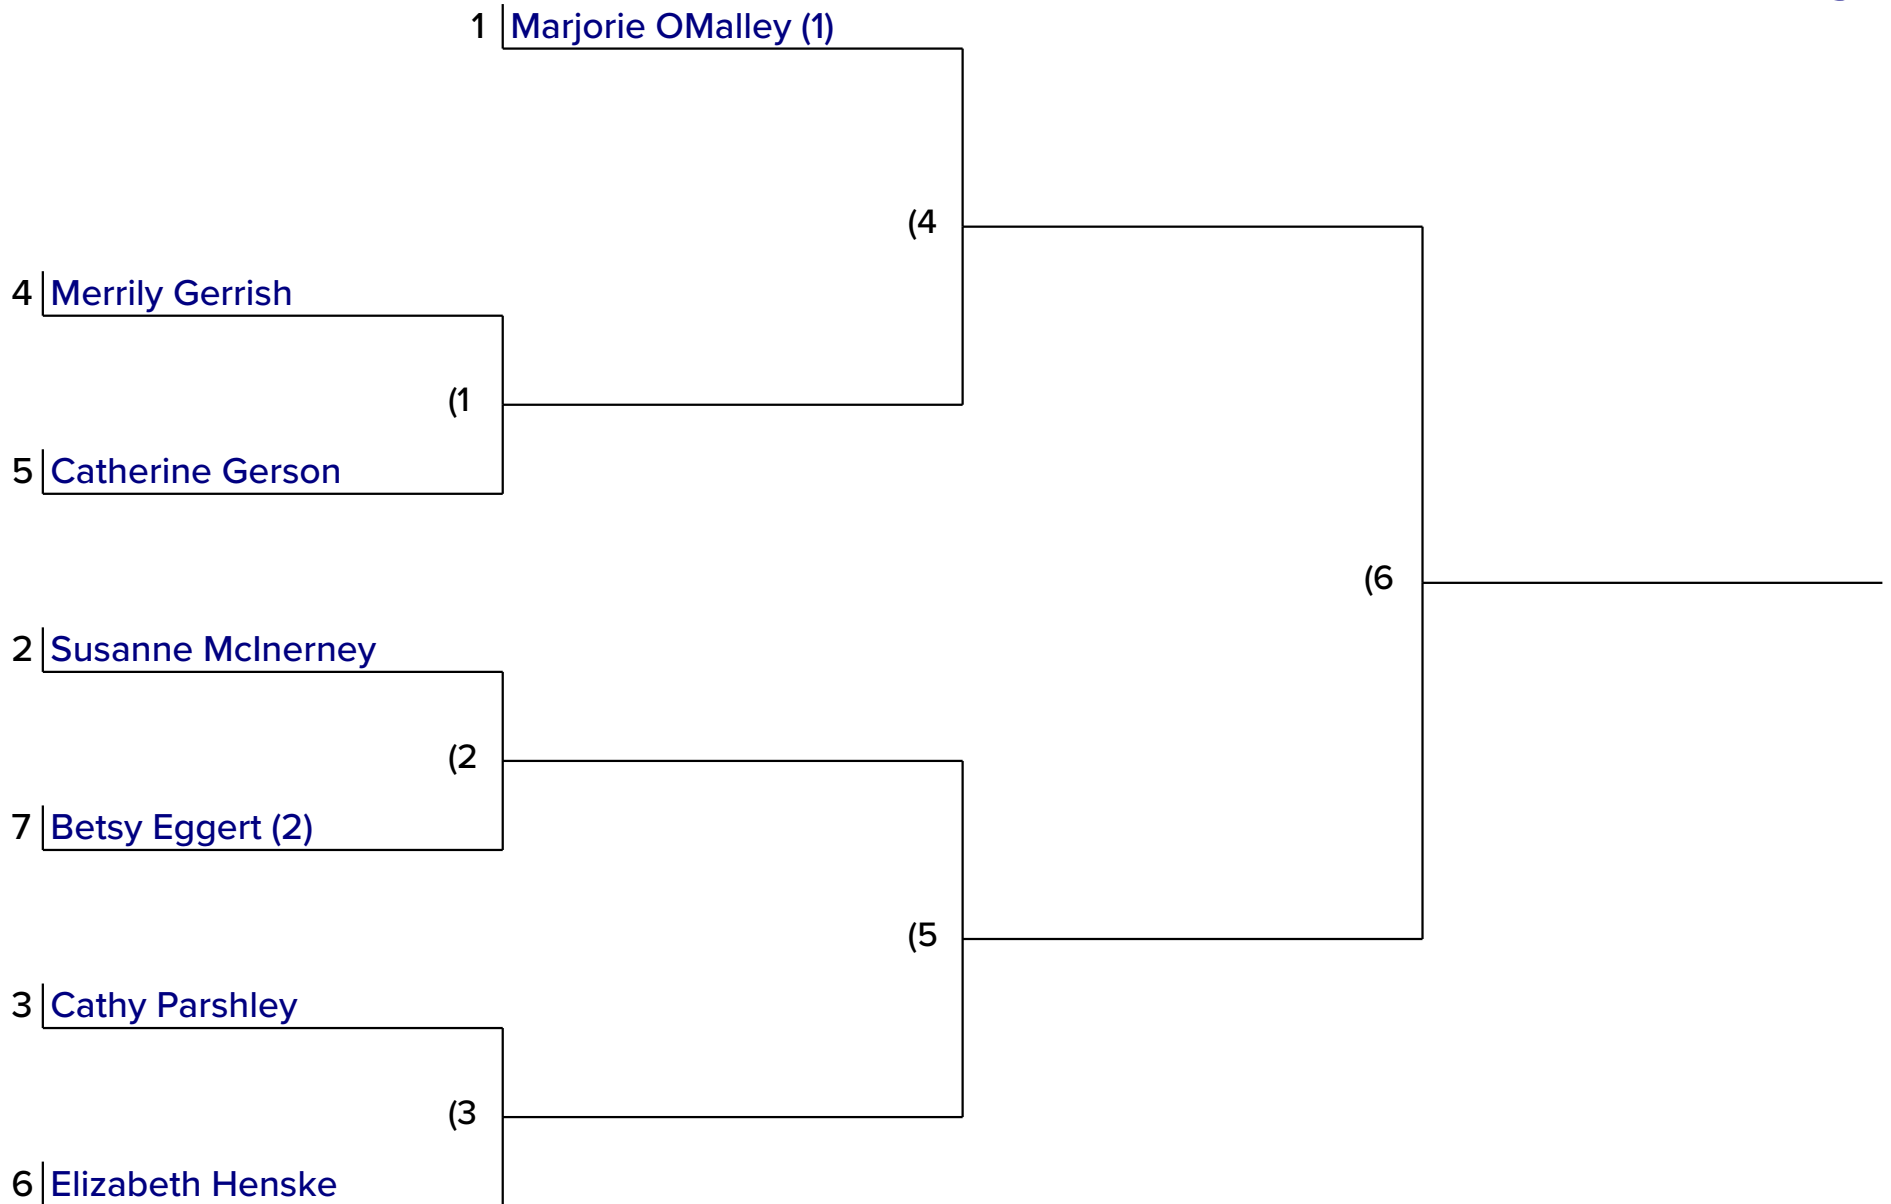 1 Marjorie OMalley (1)
(4
4 Merrily Gerrish
(1
5 Catherine Gerson
(6
2 Susanne McInerney
(2
7 Betsy Eggert (2)
(5
3 Cathy Parshley
(3
6 Elizabeth Henske